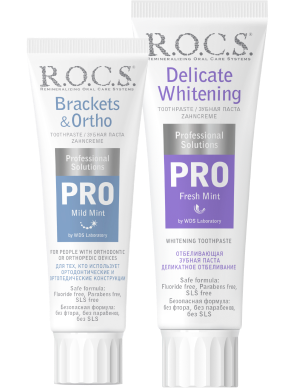 R.O.C.S.
REMINERALIZING ORAL CARE SYSTEMS
Brackets
&Ortho
TOOTHPASTE / ЗУБНАЯ ПАСТА
ZAHNCREME
Professional
Solutions
PRO
Mild Mint
by WDS Laboratory
FOR PEOPLE WITH ORTHODONTIC
OR ORTHOPEDIC DEVICES
ДЛЯ ТЕХ, КТО ИСПОЛЬЗУЕТ
ОРТОДОНТИЧЕСКИЕ И
ОРТОПЕДИЧЕСКИЕ КОНСТРУКЦИИ
Safe formula:
Fluoride free, Parabens free,
SLS free
Безопасная формула:
без фтора, без парабенов,
без SLS
R.O.C.S.
REMINERALIZING ORAL CARE SYSTEMS
Delicate
Whitening
TOOTHPASTE / ЗУБНАЯ ПАСТА
ZAHNCREME
Professional
Solutions
PRO
Fresh Mint
by WDS Laboratory
WHITENING TOOTHPASTE
ОТБЕЛИВАЮЩАЯ
ЗУБНАЯ ПАСТА
ДЕЛИКАТНОЕ ОТБЕЛИВАНИЕ
Safe formula:
Fluoride free, Parabens free,
SLS free
Безопасная формула:
без фтора, без парабенов,
без SLS